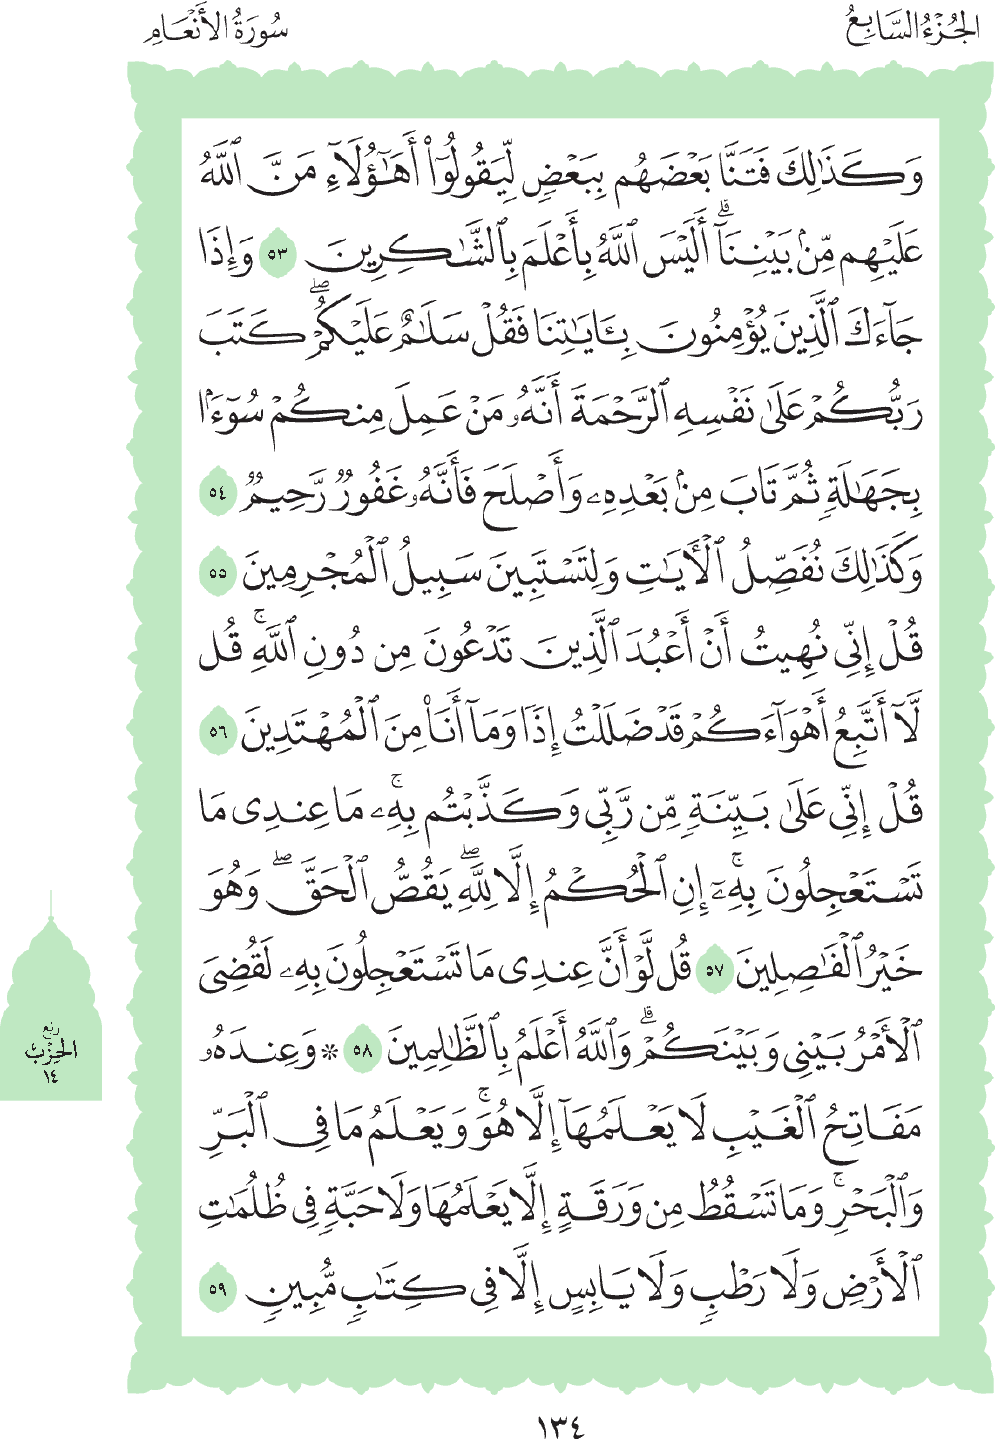 الجُزْءُ السَّابِعُ
سُورَةُ الأَنْعَامِ
وَكَذَٰلِكَ فَتَنَّا بَعْضَهُم بِبَعْضٍ لِّيَقُولُوٓاْ أَهَٰٓؤُلَآءِ مَنَّ ٱللَّهُ
عَلَيْهِم مِّنۢ بَيْنِنَآۗ أَلَيْسَ ٱللَّهُ بِأَعْلَمَ بِٱلشَّٰكِرِينَ ٥٣ وَإِذَا
جَآءَكَ ٱلَّذِينَ يُؤْمِنُونَ بِـَٔايَٰتِنَا فَقُلْ سَلَٰمٌ عَلَيْكُمْۖ كَتَبَ
رَبُّكُمْ عَلَىٰ نَفْسِهِ ٱلرَّحْمَةَ أَنَّهُۥ مَنْ عَمِلَ مِنكُمْ سُوٓءَۢا
بِجَهَٰلَةٖ ثُمَّ تَابَ مِنۢ بَعْدِهِۦ وَأَصْلَحَ فَأَنَّهُۥ غَفُورٞ رَّحِيمٞ ٥٤
وَكَذَٰلِكَ نُفَصِّلُ ٱلْأٓيَٰتِ وَلِتَسْتَبِينَ سَبِيلُ ٱلْمُجْرِمِينَ ٥٥
قُلْ إِنِّي نُهِيتُ أَنْ أَعْبُدَ ٱلَّذِينَ تَدْعُونَ مِن دُونِ ٱللَّهِۚ قُل
لَّآ أَتَّبِعُ أَهْوَآءَكُمْ قَدْ ضَلَلْتُ إِذٗا وَمَآ أَنَا۠ مِنَ ٱلْمُهْتَدِينَ ٥٦
قُلْ إِنِّي عَلَىٰ بَيِّنَةٖ مِّن رَّبِّي وَكَذَّبْتُم بِهِۦۚ مَا عِندِي مَا
تَسْتَعْجِلُونَ بِهِۦٓۚ إِنِ ٱلْحُكْمُ إِلَّا لِلَّهِۖ يَقُصُّ ٱلْحَقَّۖ وَهُوَ
خَيْرُ ٱلْفَٰصِلِينَ ٥٧ قُل لَّوْ أَنَّ عِندِي مَا تَسْتَعْجِلُونَ بِهِۦ لَقُضِيَ
ٱلْأَمْرُ بَيْنِي وَبَيْنَكُمْۗ وَٱللَّهُ أَعْلَمُ بِٱلظَّٰلِمِينَ ٥٨ ۞ وَعِندَهُۥ
مَفَاتِحُ ٱلْغَيْبِ لَا يَعْلَمُهَآ إِلَّا هُوَۚ وَيَعْلَمُ مَا فِي ٱلْبَرِّ
وَٱلْبَحْرِۚ وَمَا تَسْقُطُ مِن وَرَقَةٍ إِلَّا يَعْلَمُهَا وَلَا حَبَّةٖ فِي ظُلُمَٰتِ
ٱلْأَرْضِ وَلَا رَطْبٖ وَلَا يَابِسٍ إِلَّا فِي كِتَٰبٖ مُّبِينٖ ٥٩
ربع
الحِزْب
١٤
١٣٤